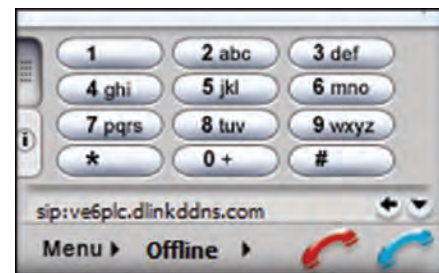 1 2 abc 3 def
4 ghi 5 jkl 6 mno
7 pqrs 8 tuv 9 wxyz
* 0 + #
i
sip:ve6plc.dlinkddns.com
Menu Offline